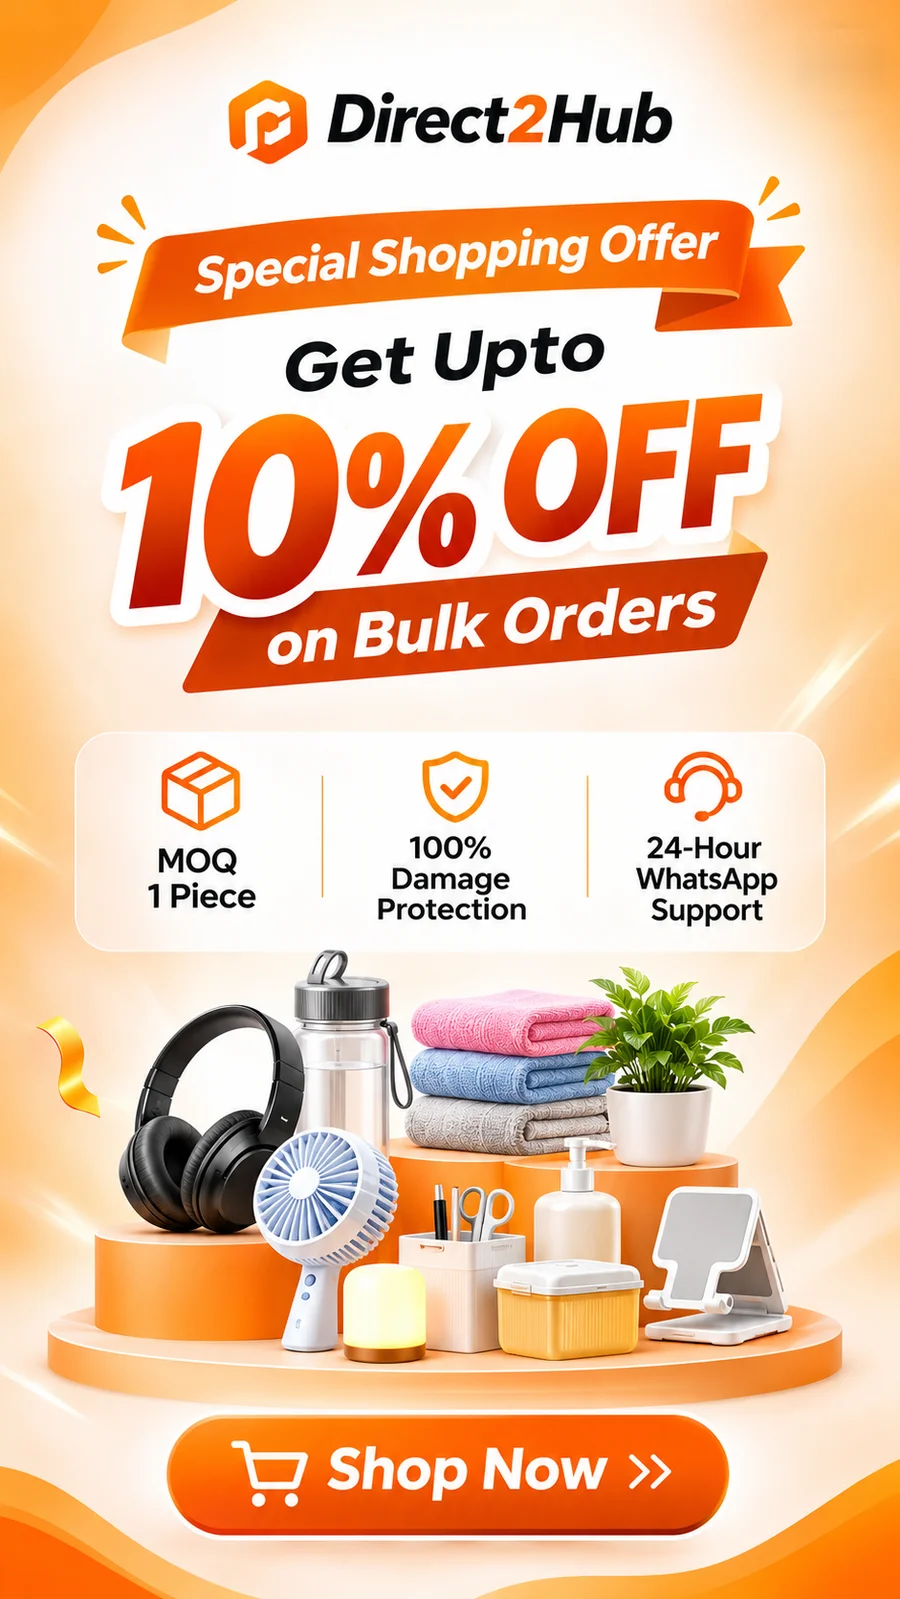 Direct2Hub
Special Shopping Offer
Get Upto
10% OFF
on Bulk Orders
MOQ
1 Piece
100%
Damage
Protection
24-Hour
WhatsApp
Support
Shop Now